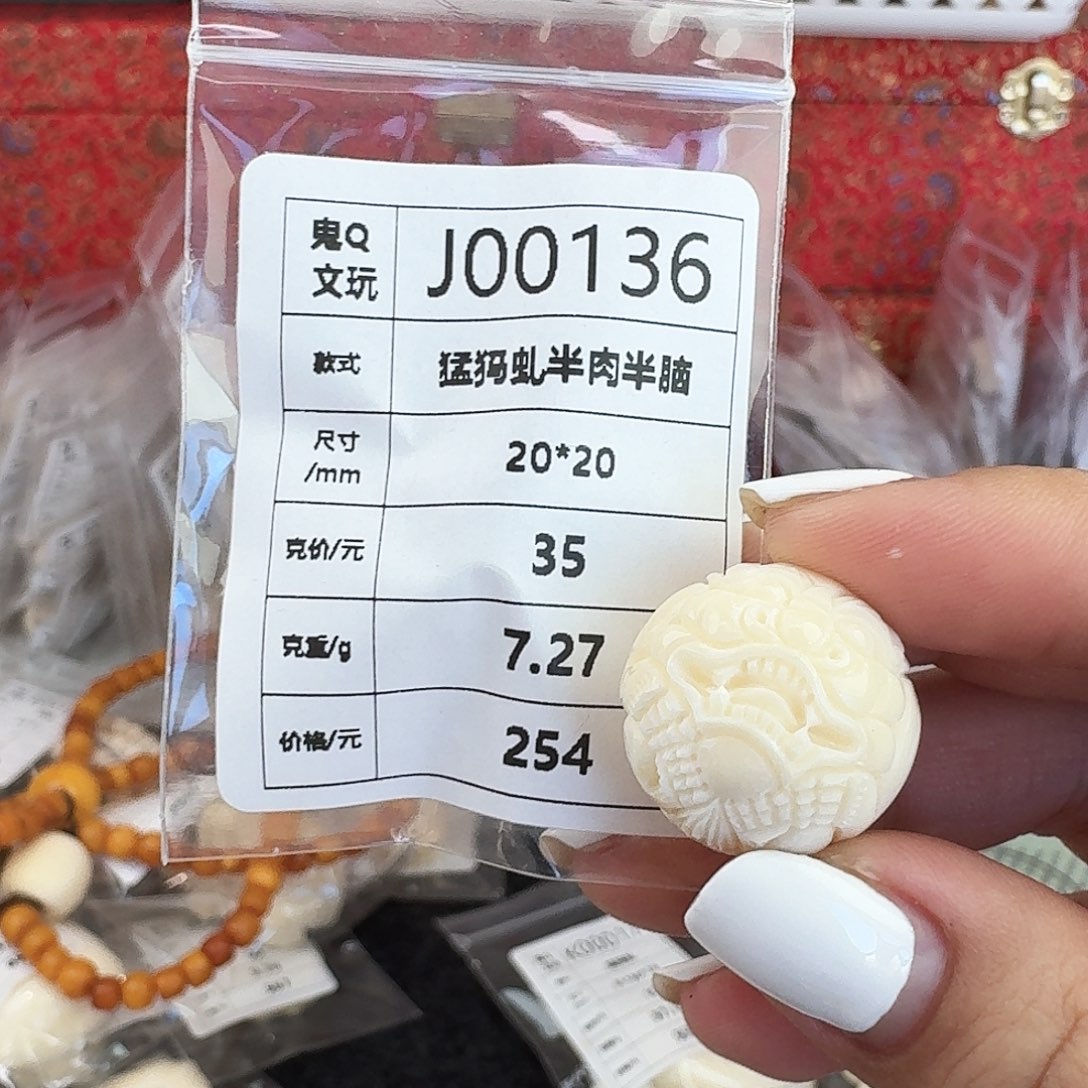 鬼Q
文玩
J00136
款式
猛犸虬半肉半脑
尺寸
/mm
20*20
克价/元
35
克重/g
7.27
价格/元
254